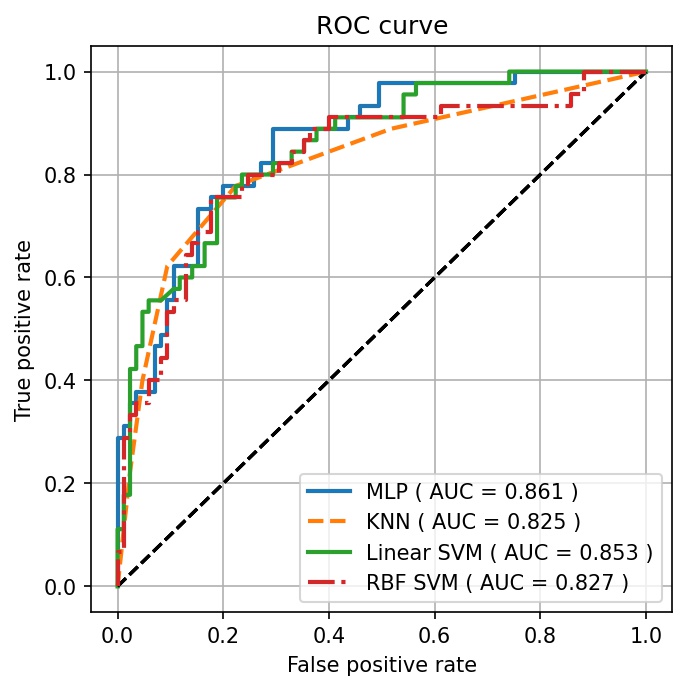 ROC curve
1.0
0.8
0.6
0.4
0.2
0.0
True positive rate
MLP ( AUC = 0.861 )
KNN ( AUC = 0.825 )
Linear SVM ( AUC = 0.853 )
RBF SVM ( AUC = 0.827 )
0.0 0.2 0.4 0.6 0.8 1.0
False positive rate